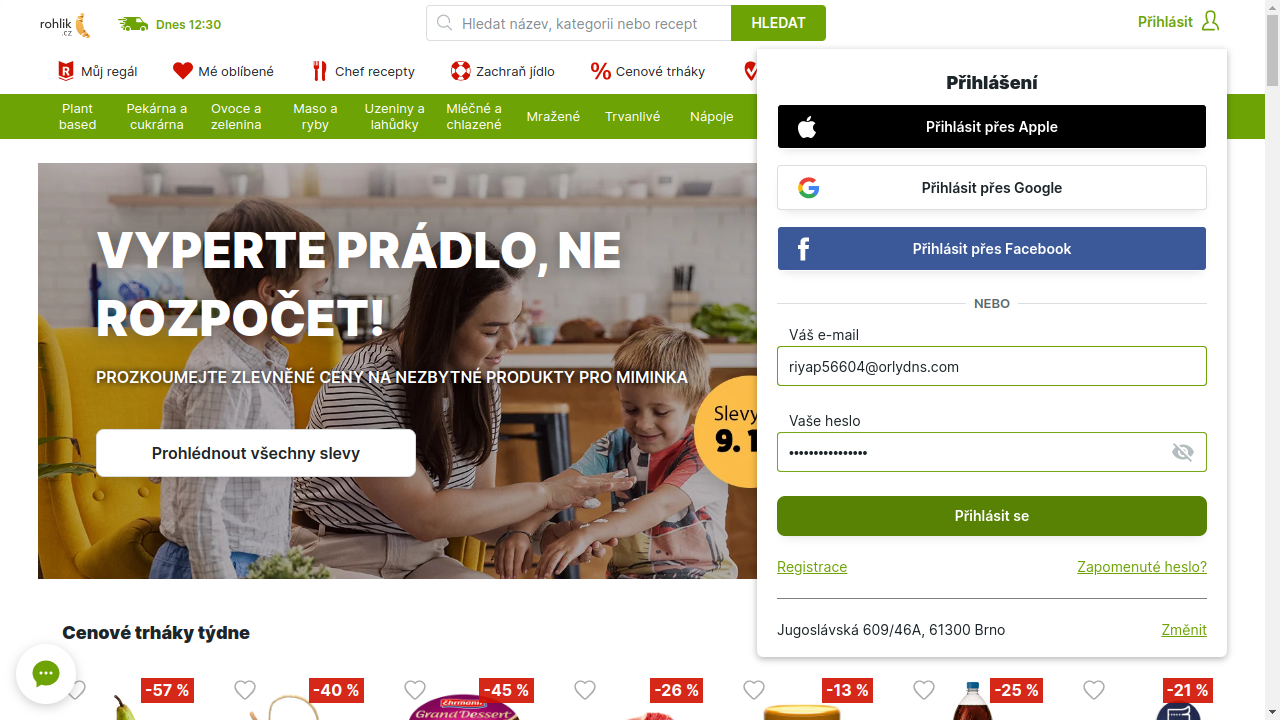 rohlik
.cz
Dnes 12:30
Hledat název, kategorii nebo recept
HLEDAT
Přihlásit
Můj regál
Mé oblíbené
Chef recepty
Zachraň jídlo
Cenové trháky
Plant based
Pekárna a cukrárna
Ovoce a zelenina
Maso a ryby
Uzeniny a lahůdky
Mléčné a chlazené
Mražené
Trvanlivé
Nápoje
VYPERTE PRÁDLO, NE
ROZPOČET!
PROZKOUMEJTE ZLEVNĚNÉ CENY NA NEZBYTNÉ PRODUKTY PRO MIMINKA
Prohlédnout všechny slevy
Slevy
9. 1
Přihlášení
Přihlásit přes Apple
Přihlásit přes Google
Přihlásit přes Facebook
NEBO
Váš e-mail
riyap56604@orlydns.com
Vaše heslo
••••••••••••••••
Přihlásit se
Registrace
Zapomenuté heslo?
Jugoslávská 609/46A, 61300 Brno
Změnit
Cenové trháky týdne
-57 %
-40 %
-45 %
-26 %
-13 %
-25 %
-21 %
Ehrmann
Grand Dessert